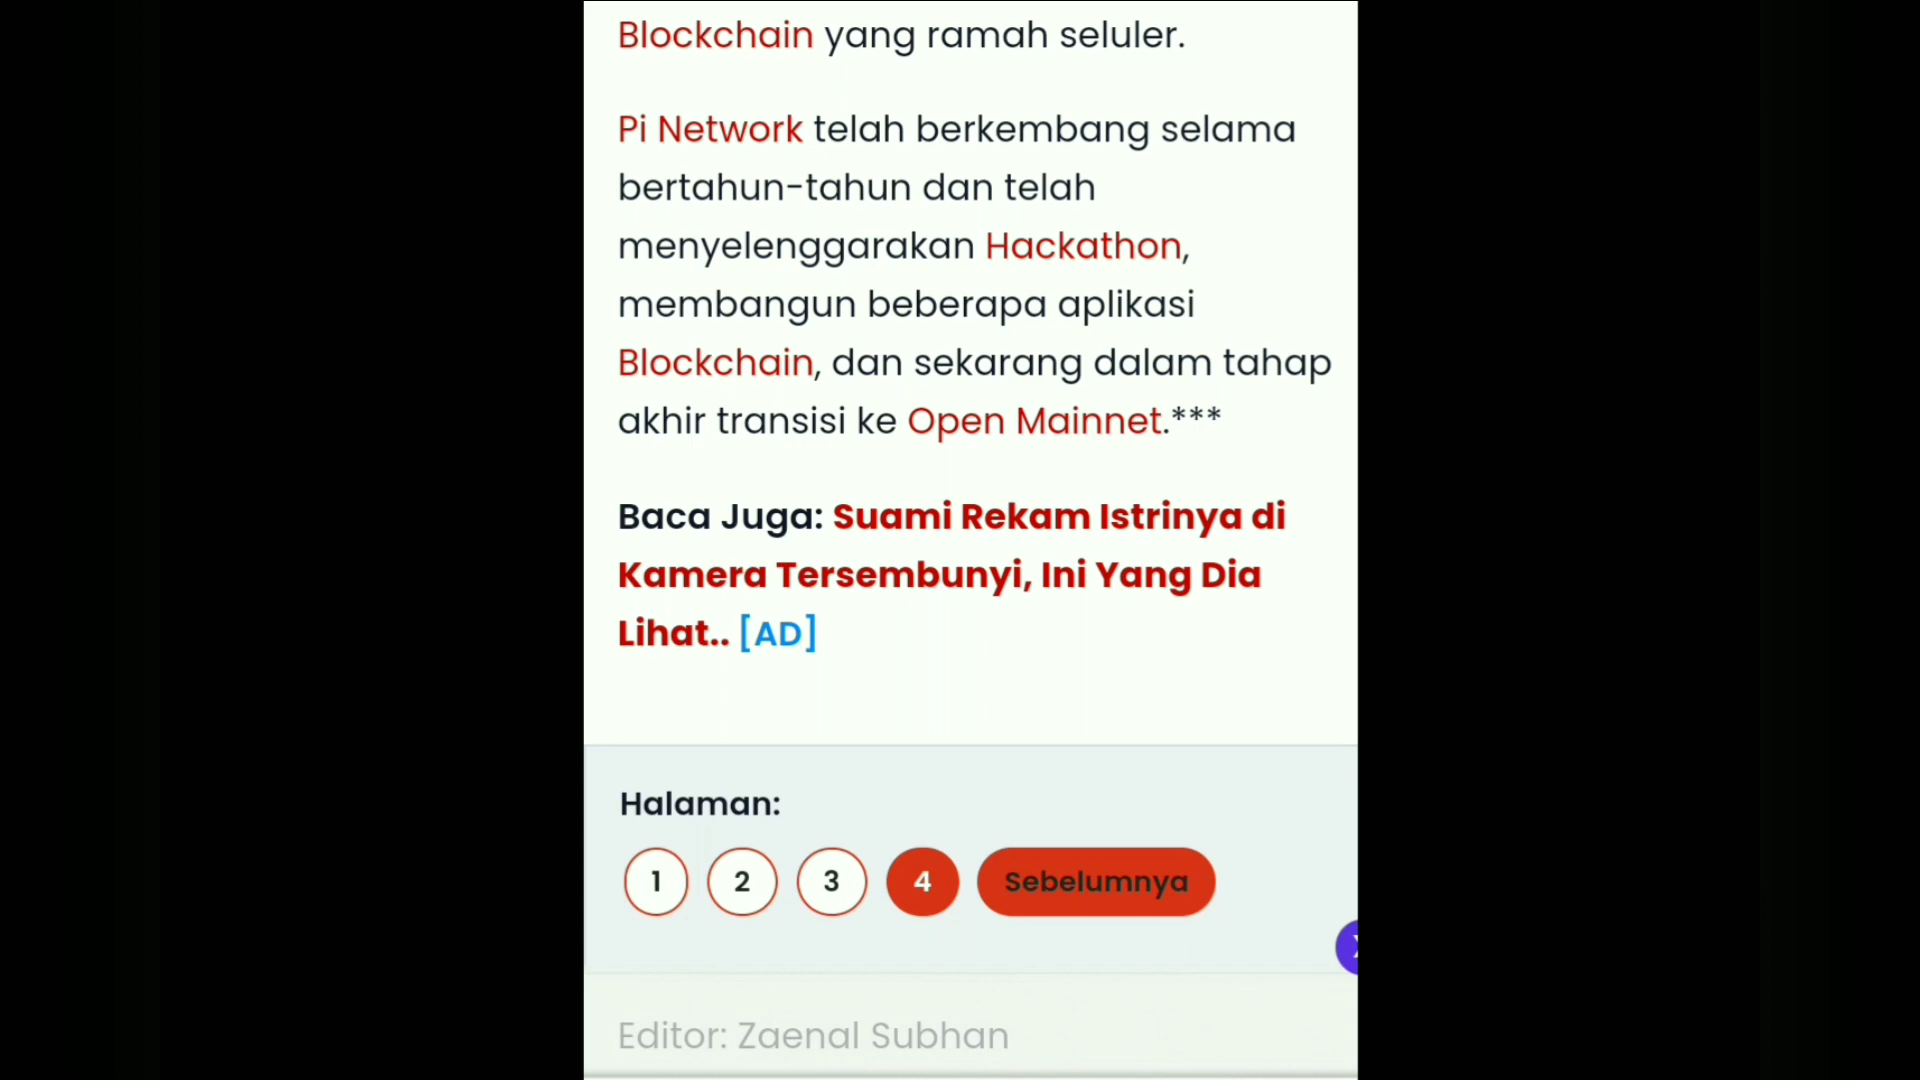 Blockchain yang ramah seluler.
Pi Network telah berkembang selama
bertahun-tahun dan telah
menyelenggarakan Hackathon,
membangun beberapa aplikasi
Blockchain, dan sekarang dalam tahap
akhir transisi ke Open Mainnet.***
Baca Juga: Suami Rekam Istrinya di
Kamera Tersembunyi, Ini Yang Dia
Lihat.. [AD]
Halaman:
1 2 3 4 Sebelumnya
Editor: Zaenal Subhan